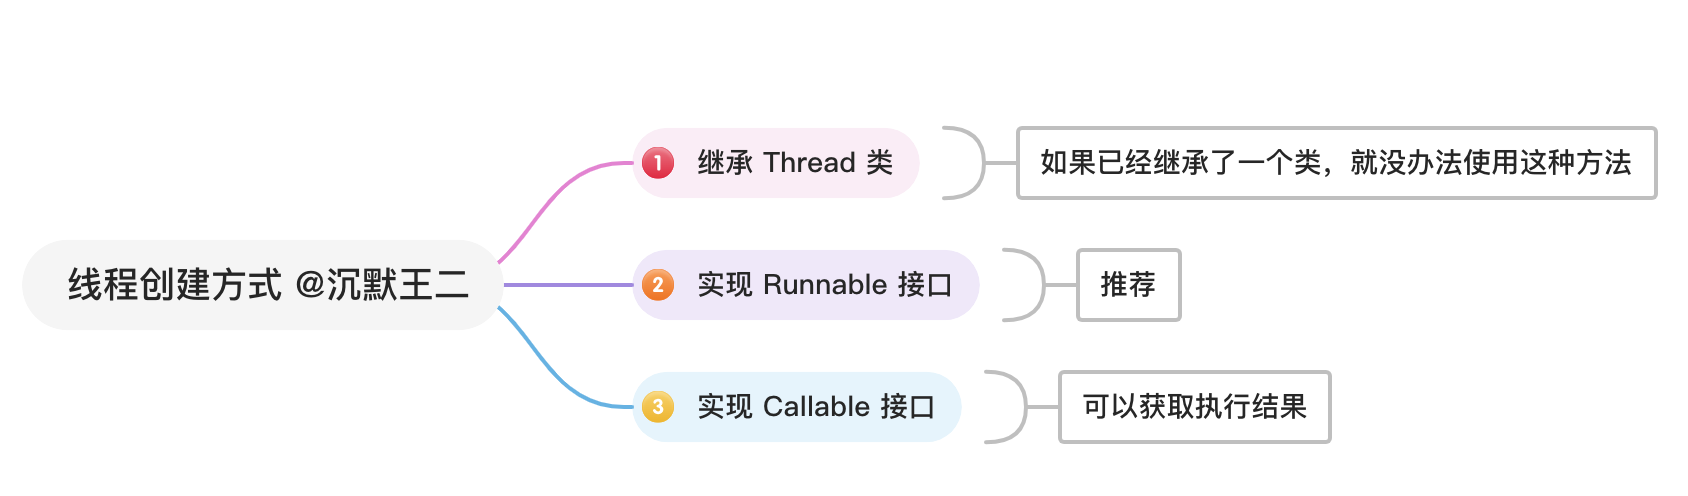 线程创建方式 @沉默王二
1 继承 Thread 类
如果已经继承了一个类，就没办法使用这种方法
2 实现 Runnable 接口
推荐
3 实现 Callable 接口
可以获取执行结果